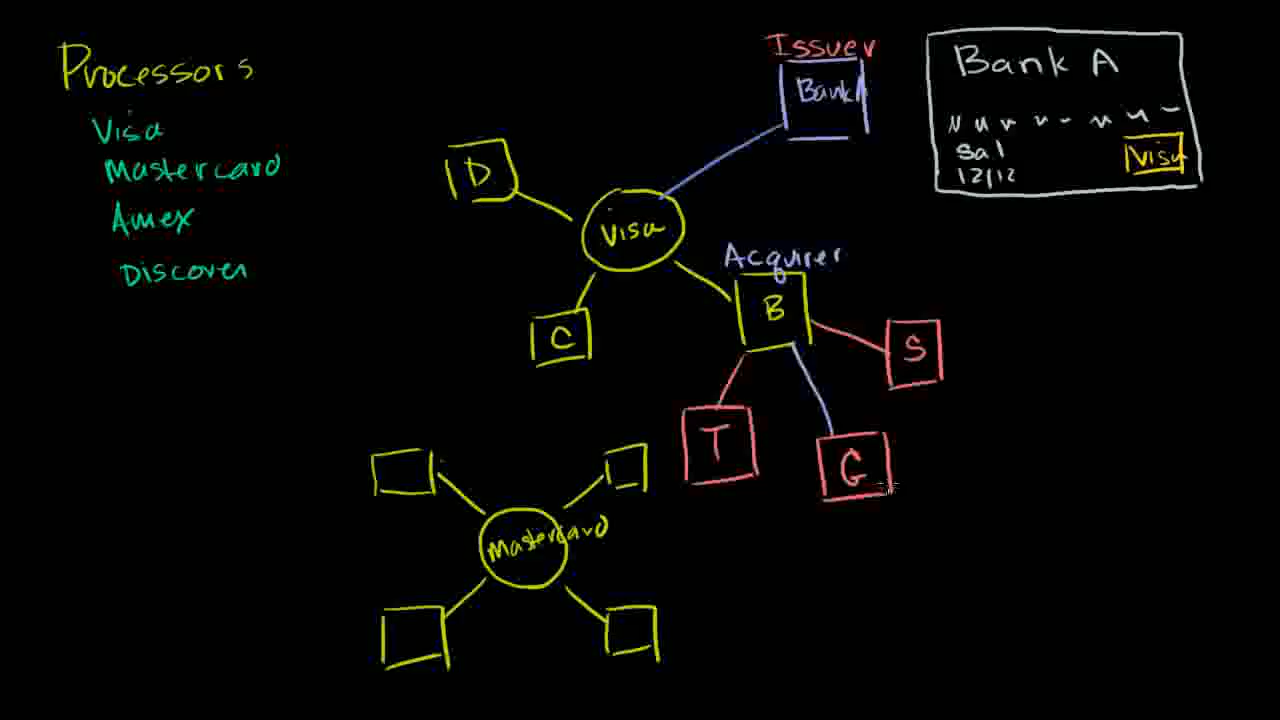 Processors
Visa
Mastercard
Amex
Discover
Issuer
Bank A
Bank A
Sal
12/12
Visa
D
Visa
Acquirer
B
C
S
T
G
Mastercard